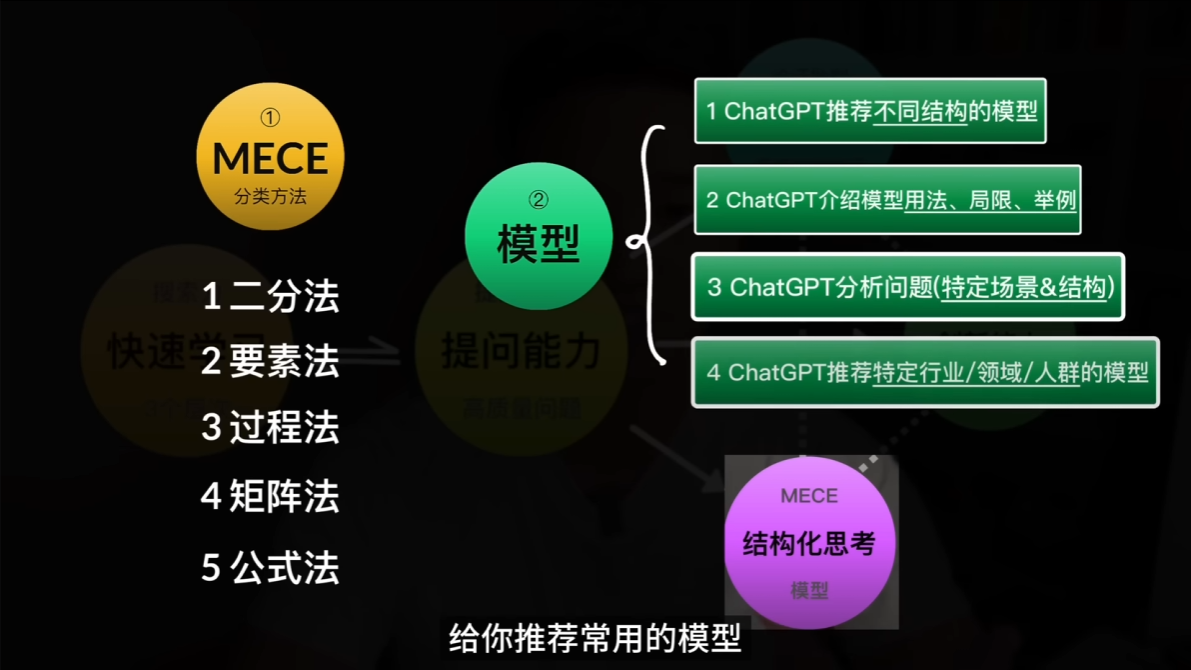 ①
MECE
分类方法
1 二分法
2 要素法
3 过程法
4 矩阵法
5 公式法
②
模型
1 ChatGPT推荐不同结构的模型
2 ChatGPT介绍模型用法、局限、举例
3 ChatGPT分析问题(特定场景&结构)
4 ChatGPT推荐特定行业/领域/人群的模型
快速学习
提问能力
高质量问题
MECE
结构化思考
模型
给你推荐常用的模型